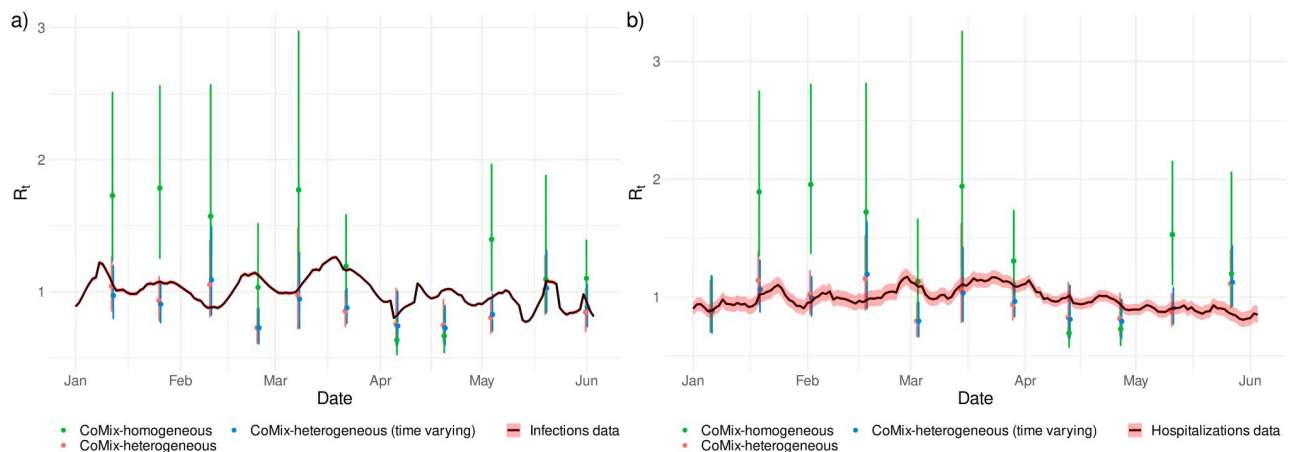 a)
3
2
1
Rt
Jan Feb Mar Apr May Jun
Date
CoMix-homogeneous
CoMix-heterogeneous
CoMix-heterogeneous (time varying)
Infections data
b)
3
2
1
Rt
Jan Feb Mar Apr May Jun
Date
CoMix-homogeneous
CoMix-heterogeneous
CoMix-heterogeneous (time varying)
Hospitalizations data